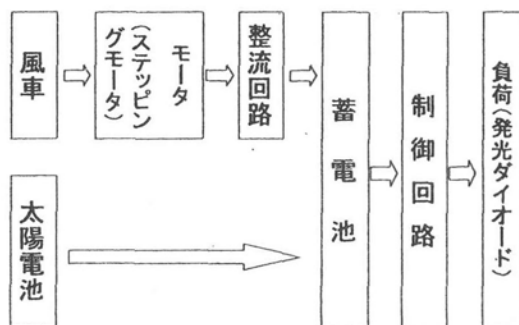 風車
モータ
(ステッピン
グモータ)
整流回路
太陽電池
蓄電池
制御回路
負荷(発光ダイオード)